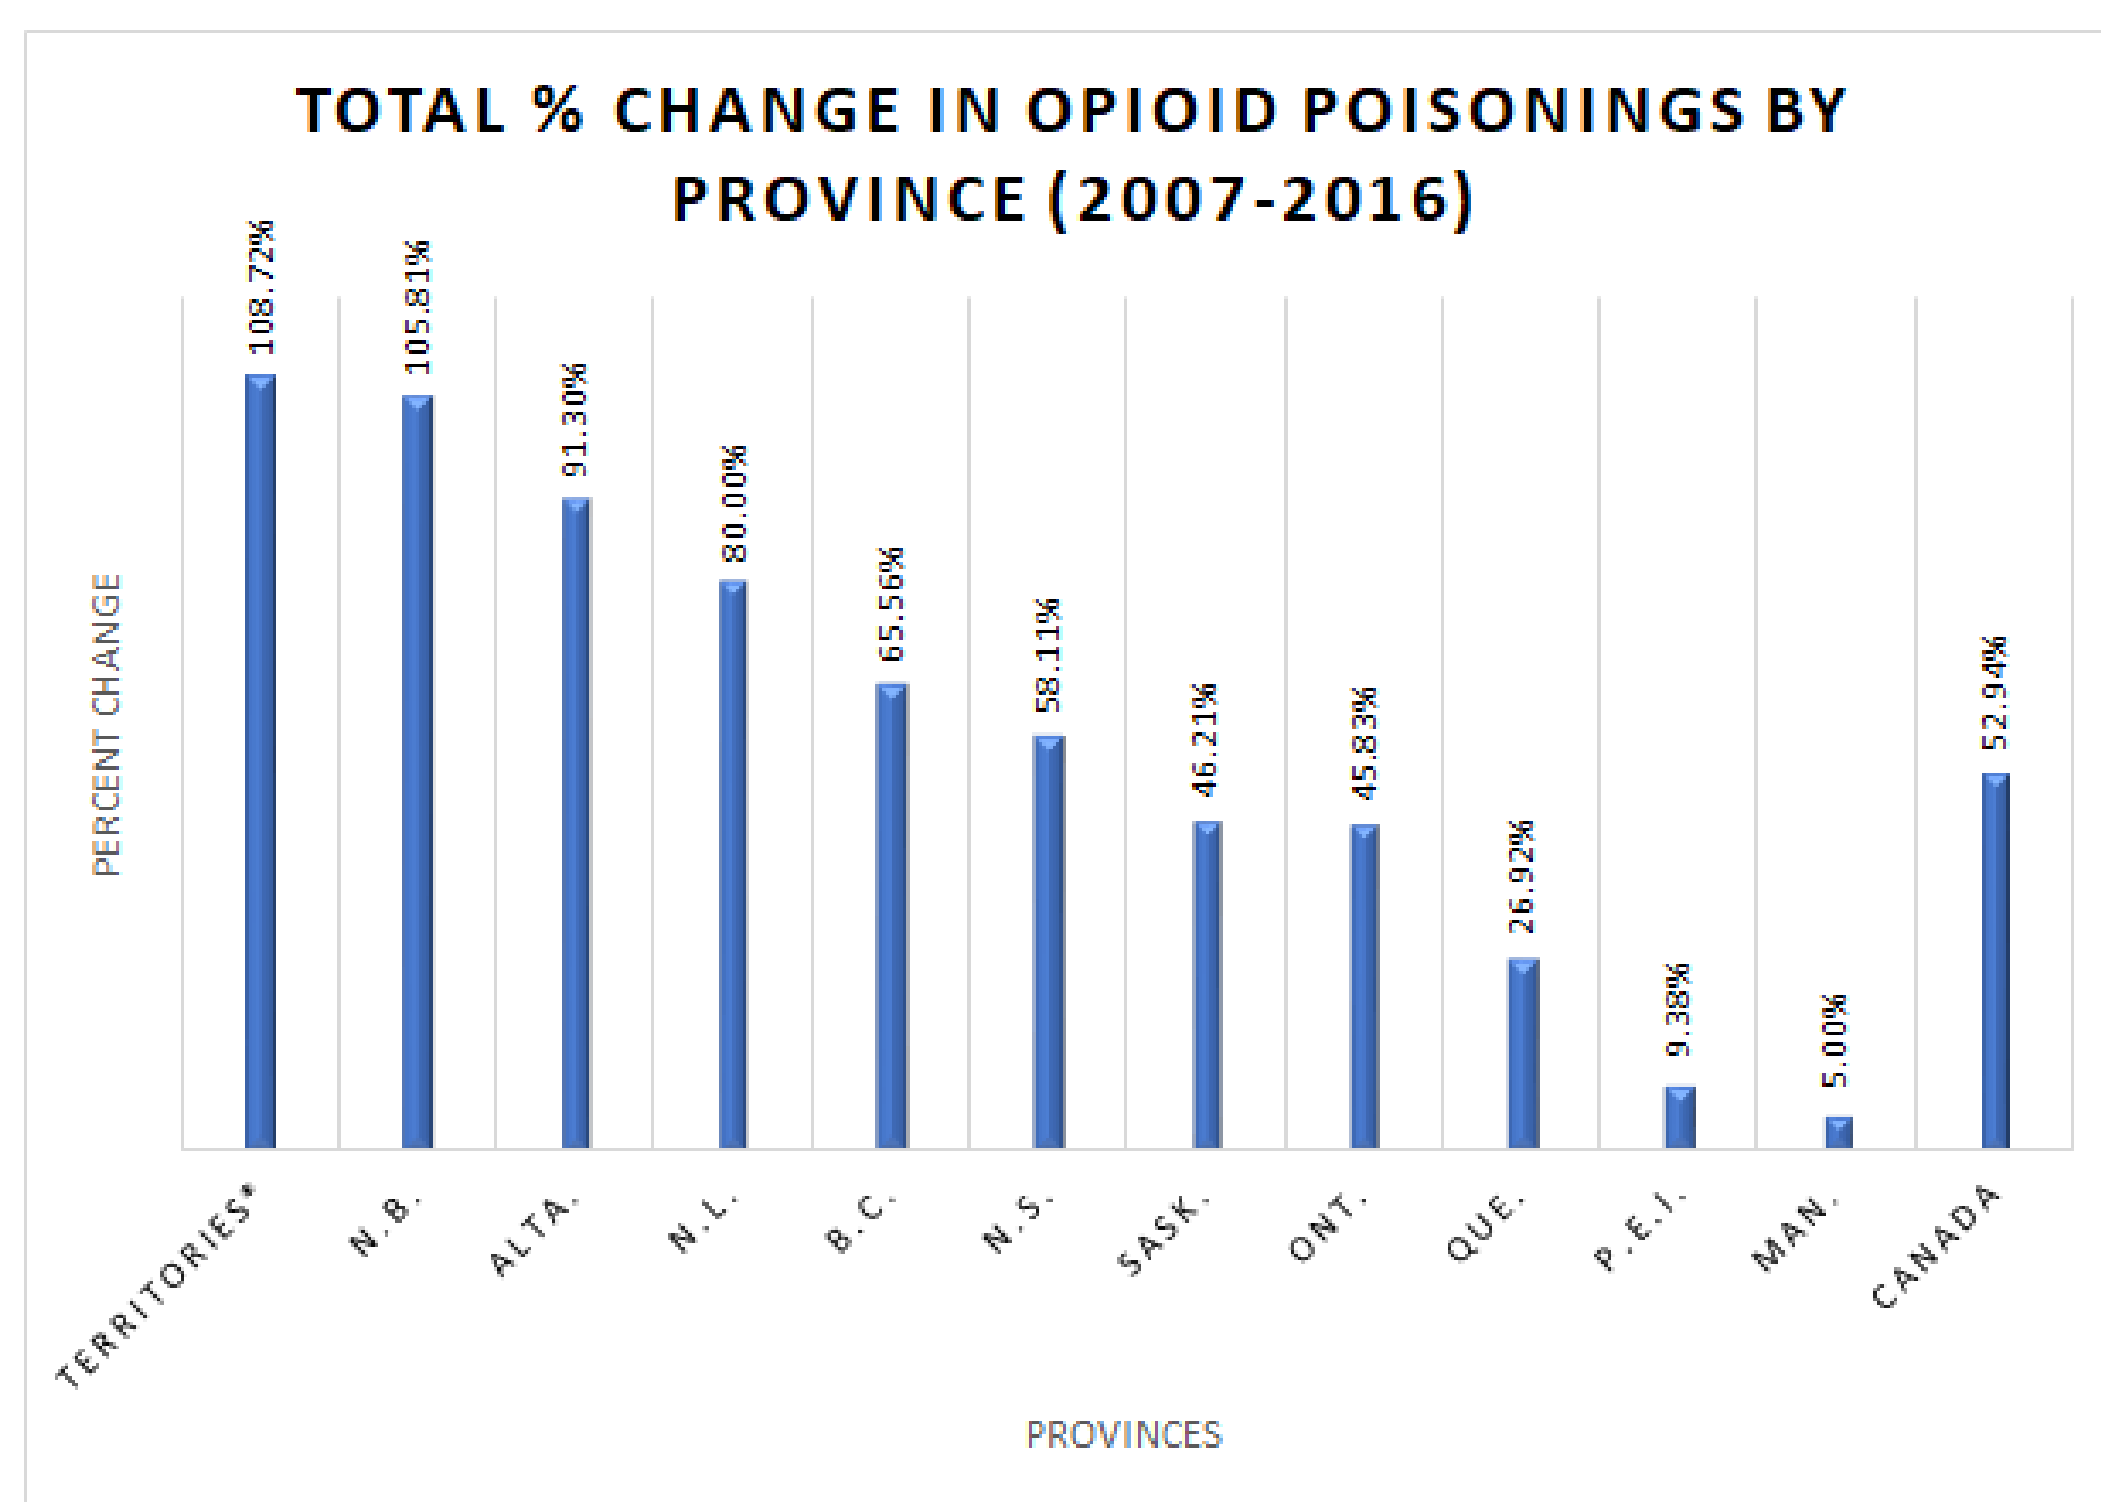 TOTAL % CHANGE IN OPIOID POISONINGS BY
PROVINCE (2007-2016)
PERCENT CHANGE
108.72%
105.81%
91.30%
80.00%
65.56%
58.11%
46.21%
45.83%
26.92%
9.38%
5.00%
52.94%
TERRITORIES*
N.B.
ALTA.
N.L.
B.C.
N.S.
SASK.
ONT.
QUE.
P.E.I.
MAN.
CANADA
PROVINCES